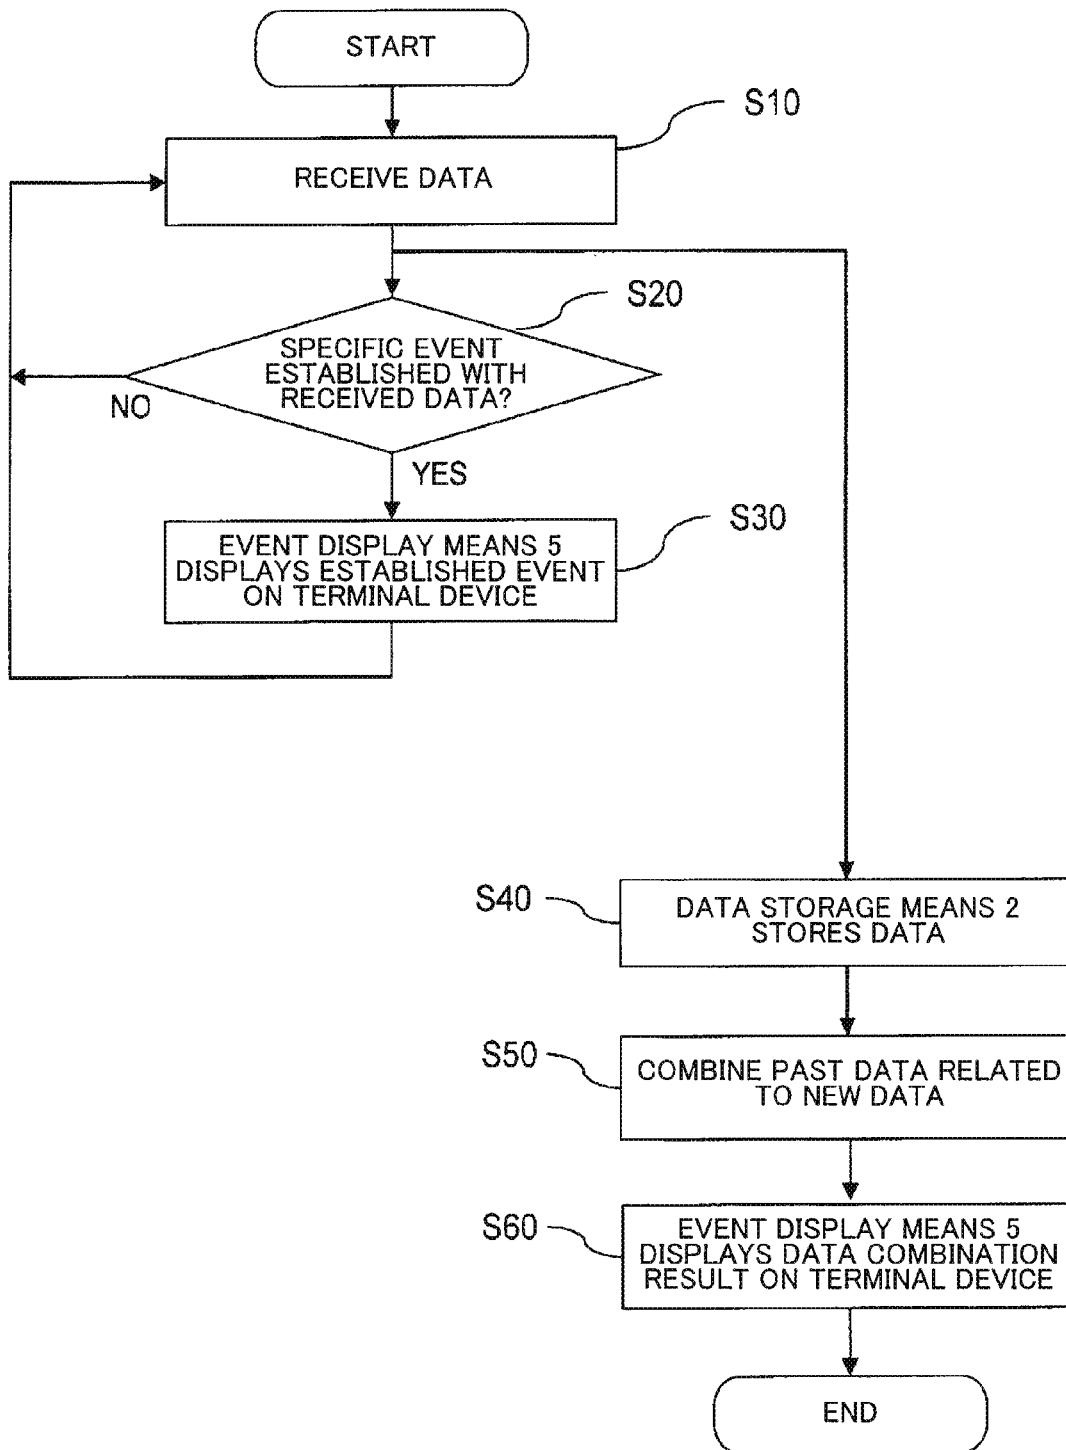 START
S10
RECEIVE DATA
S20
SPECIFIC EVENT
ESTABLISHED WITH
RECEIVED DATA?
NO
YES
S30
EVENT DISPLAY MEANS 5
DISPLAYS ESTABLISHED EVENT
ON TERMINAL DEVICE
S40
DATA STORAGE MEANS 2
STORES DATA
S50
COMBINE PAST DATA RELATED
TO NEW DATA
S60
EVENT DISPLAY MEANS 5
DISPLAYS DATA COMBINATION
RESULT ON TERMINAL DEVICE
END